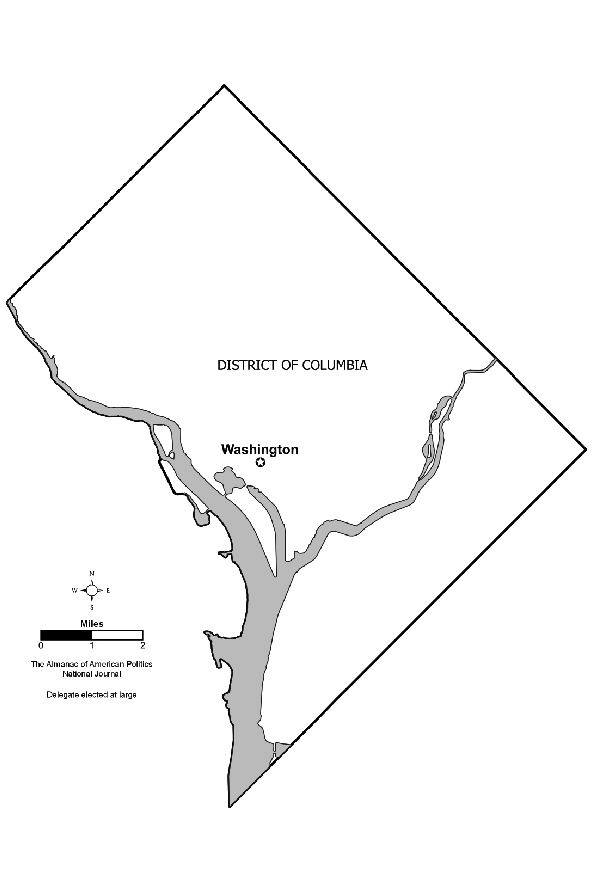 DISTRICT OF COLUMBIA
Washington
N
W E
S
Miles
0 1 2
The Almanac of American Politics
National Journal
Delegate elected at large